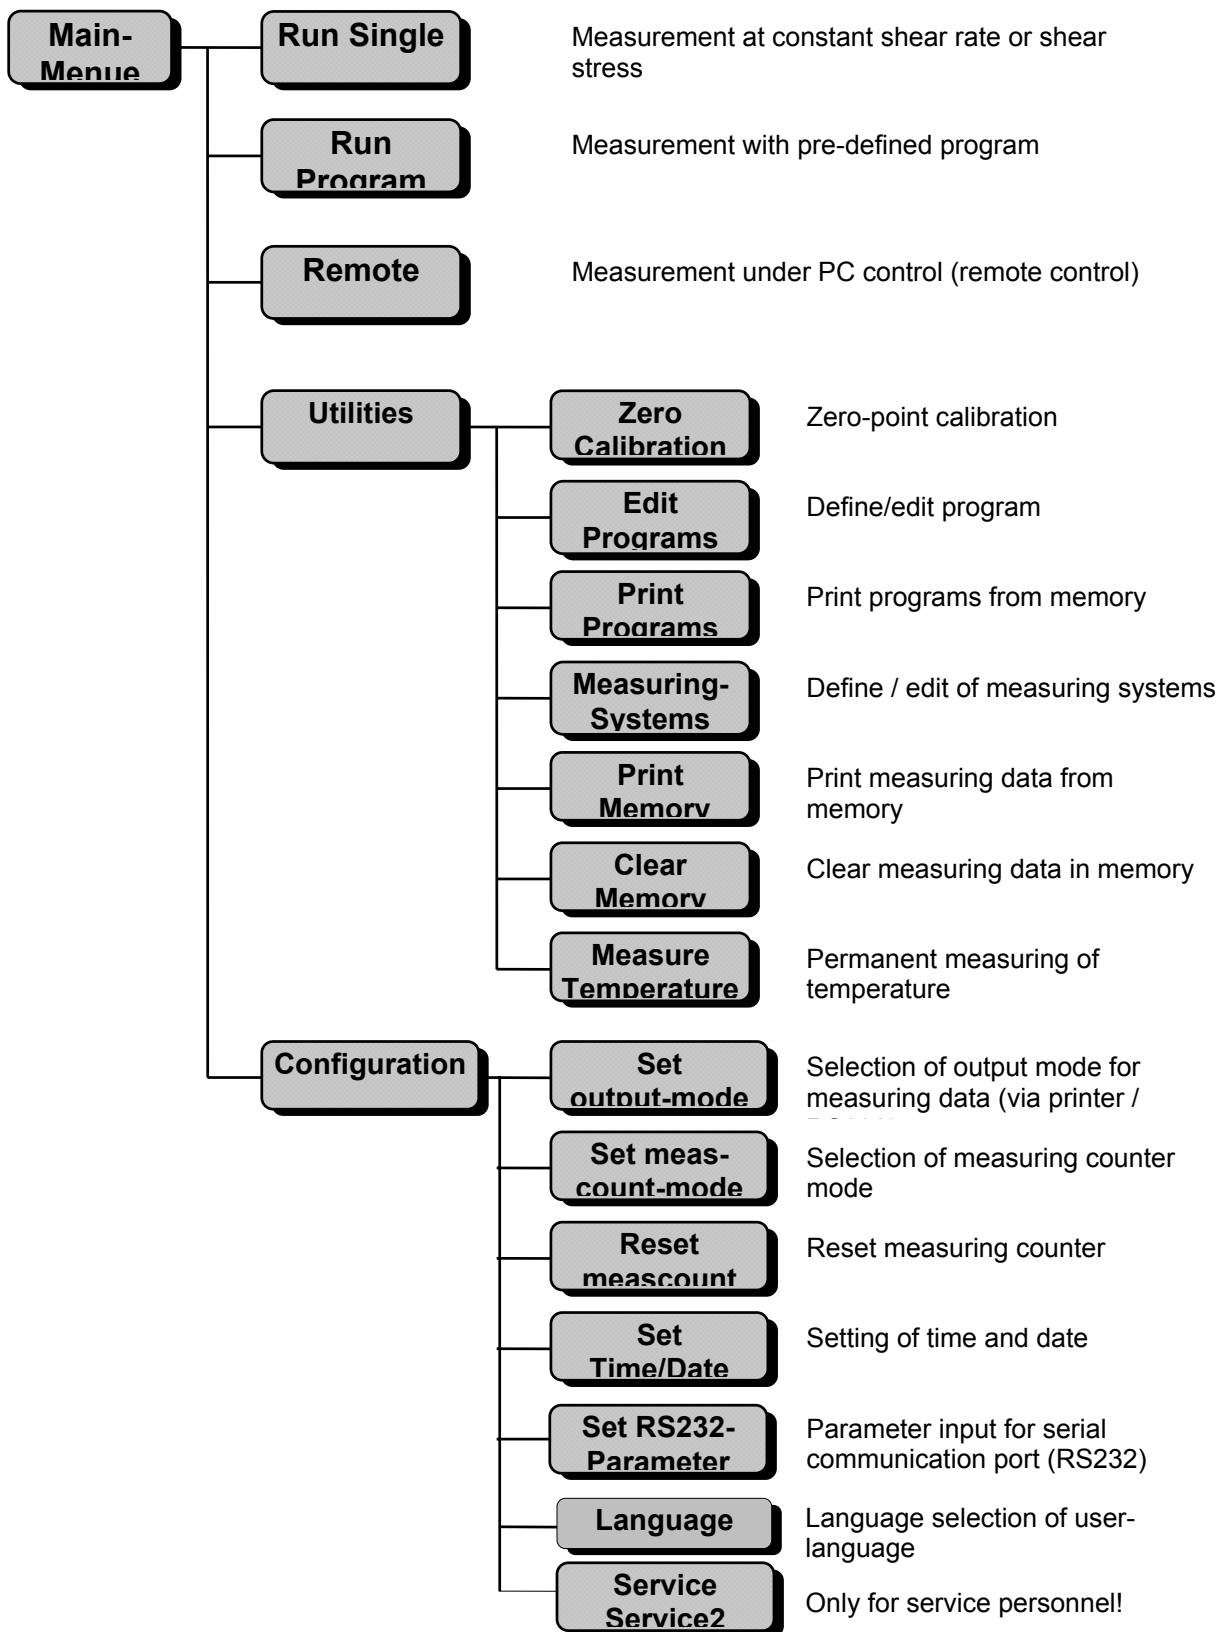 Main-
Menue
Run Single
Measurement at constant shear rate or shear
stress
Run
Program
Measurement with pre-defined program
Remote
Measurement under PC control (remote control)
Utilities
Zero
Calibration
Zero-point calibration
Edit
Programs
Define/edit program
Print
Programs
Print programs from memory
Measuring-
Systems
Define / edit of measuring systems
Print
Memory
Print measuring data from
memory
Clear
Memory
Clear measuring data in memory
Measure
Temperature
Permanent measuring of
temperature
Configuration
Set
output-mode
Selection of output mode for
measuring data (via printer /
Set meas-
count-mode
Selection of measuring counter
mode
Reset
meascount
Reset measuring counter
Set
Time/Date
Setting of time and date
Set RS232-
Parameter
Parameter input for serial
communication port (RS232)
Language
Language selection of user-
language
Service
Service2
Only for service personnel!